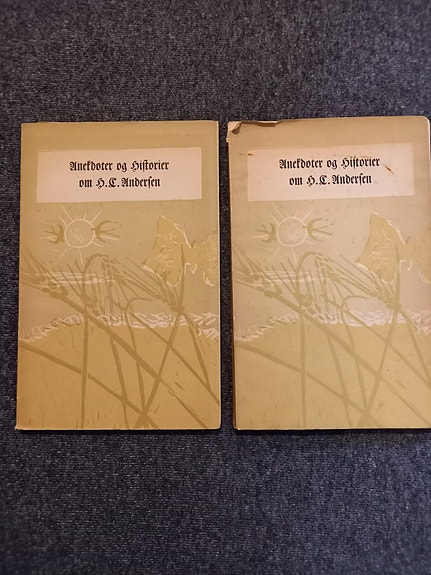 Anekdoter og Historier
om H.C. Andersen
Anekdoter og Historier
om H.C. Andersen